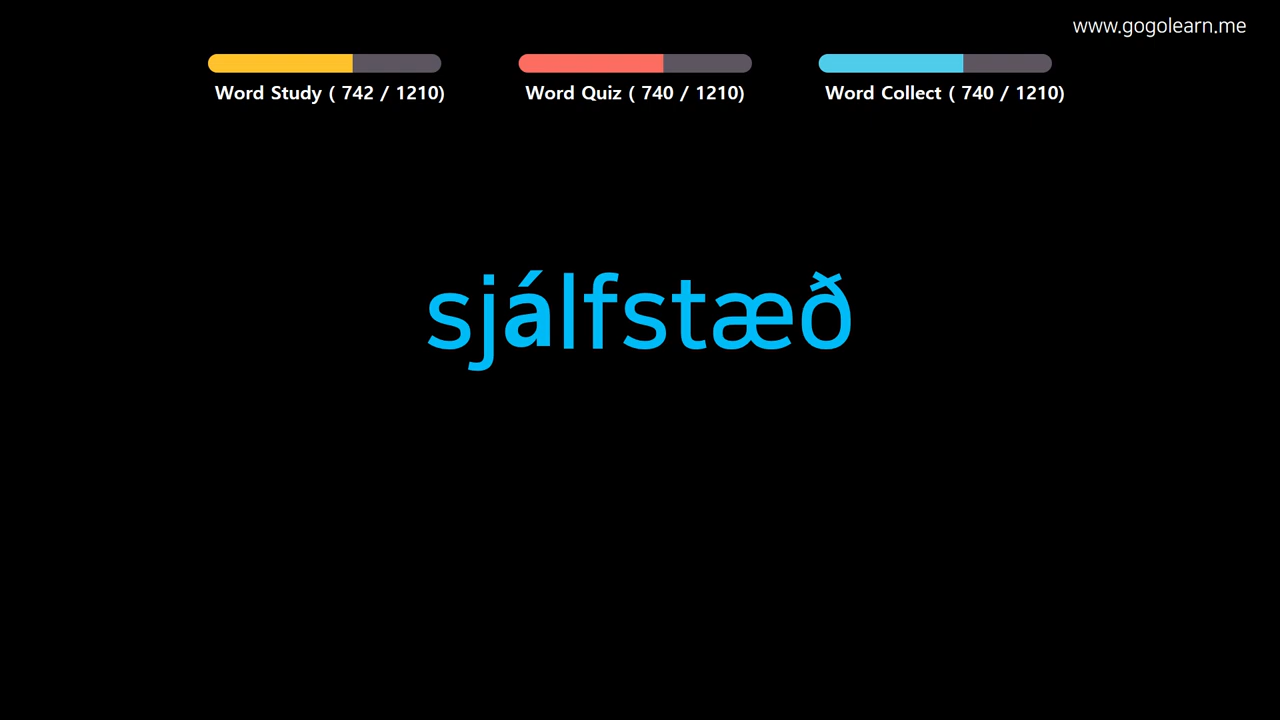 www.gogolearn.me
Word Study ( 742 / 1210)
Word Quiz ( 740 / 1210)
Word Collect ( 740 / 1210)
sjálfstæð